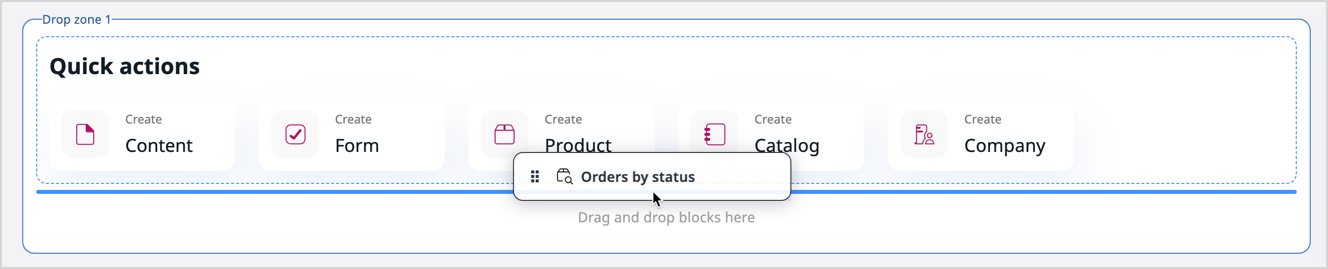 Drop zone 1
Quick actions
Create
Content
Create
Form
Create
Product
Create
Catalog
Create
Company
Orders by status
Drag and drop blocks here